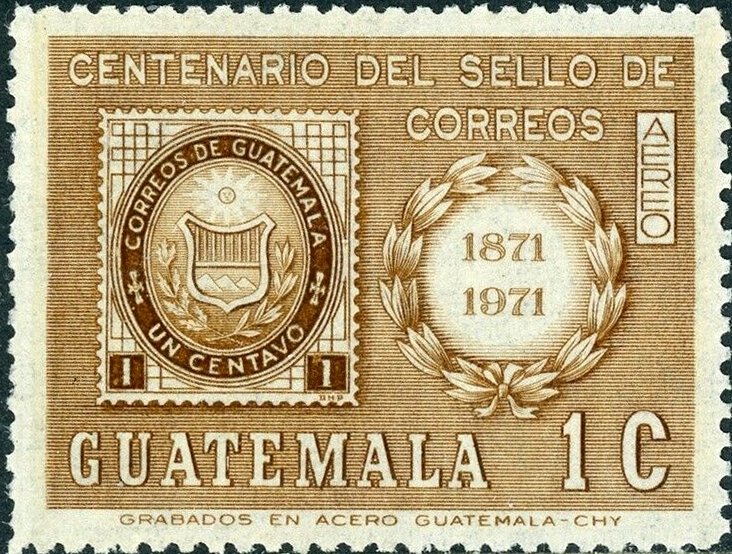 CENTENARIO DEL SELLO DE
CORREOS
AEREO
CORREOS DE GUATEMALA
UN CENTAVO
1 1
1871
1971
GUATEMALA 1 C
GRABADOS EN ACERO GUATEMALA-CHY